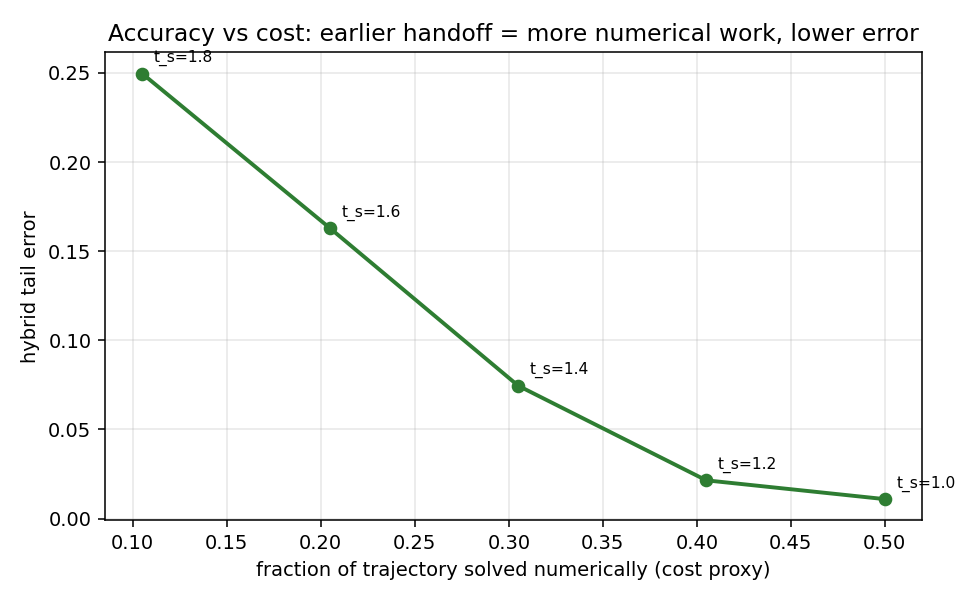 Accuracy vs cost: earlier handoff = more numerical work, lower error
t_s=1.8
t_s=1.6
t_s=1.4
t_s=1.2
t_s=1.0
0.25
0.20
0.15
0.10
0.05
0.00
hybrid tail error
0.10 0.15 0.20 0.25 0.30 0.35 0.40 0.45 0.50
fraction of trajectory solved numerically (cost proxy)